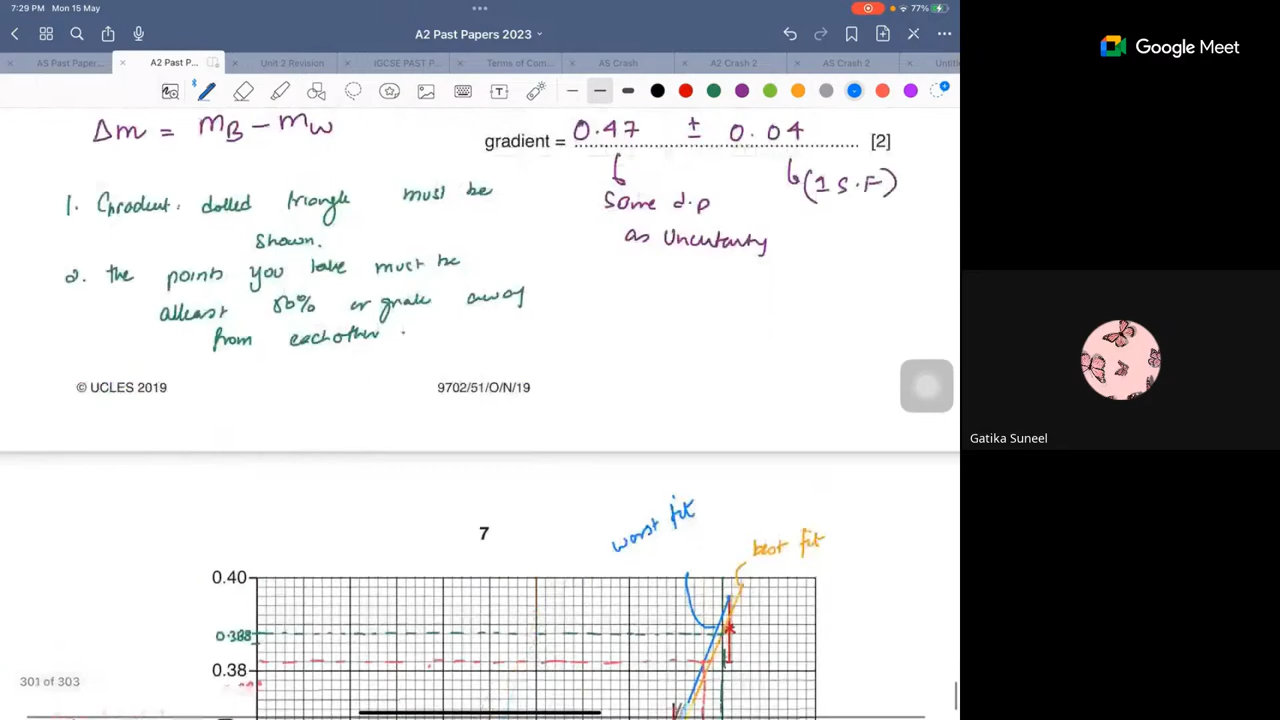 7:29 PM Mon 15 May
77%
A2 Past Papers 2023
AS Past Paper...
A2 Past P...
Unit 2 Revision
IGCSE PAST P...
Terms of Com...
AS Crash
A2 Crash 2
AS Crash 2
Δm = mB - mW
gradient = 0.47 ± 0.04 [2]
(1 S.F)
Same d.p
as Uncertainty
1. Gradient: dotted triangle must be
shown.
2. the points you take must be
atleast 50% or away
from eachother.
© UCLES 2019
9702/51/O/N/19
7
worst fit
best fit
0.40
0.388
0.38
301 of 303
Google Meet
Gatika Suneel